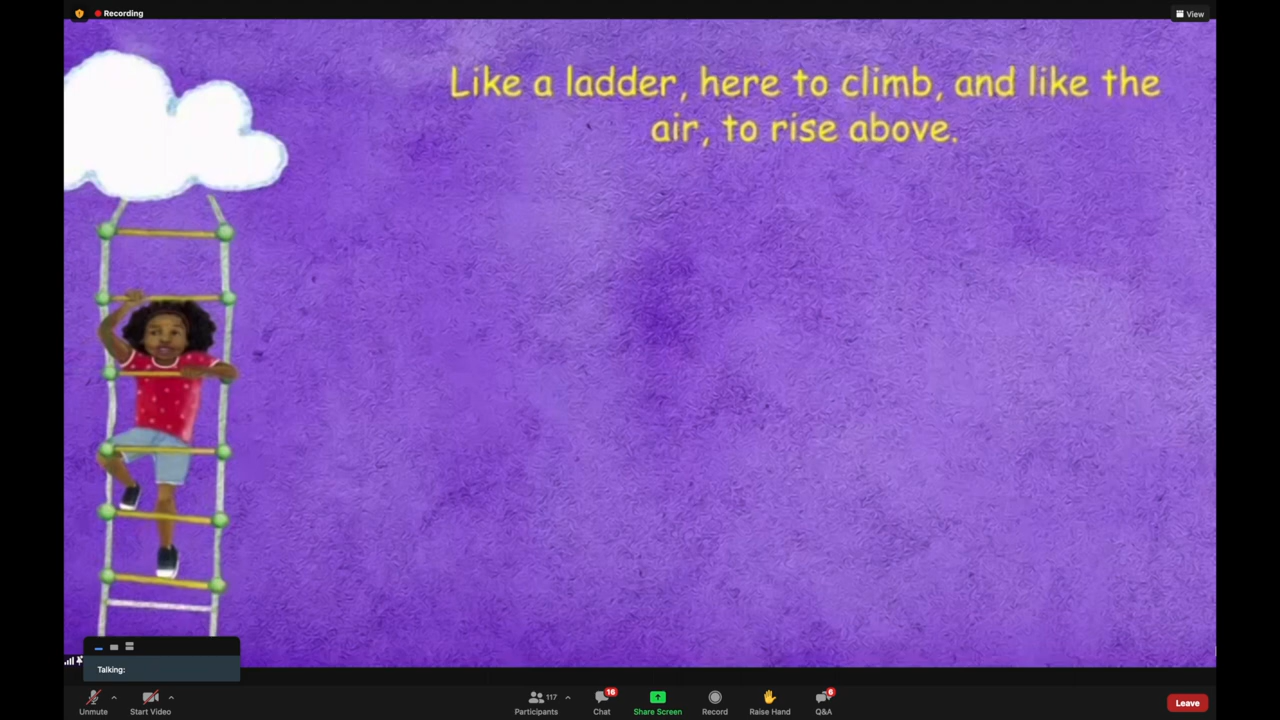 Recording
View
Like a ladder, here to climb, and like the
air, to rise above.
Talking:
117
16
6
Unmute
Start Video
Participants
Chat
Share Screen
Record
Raise Hand
Q&A
Leave